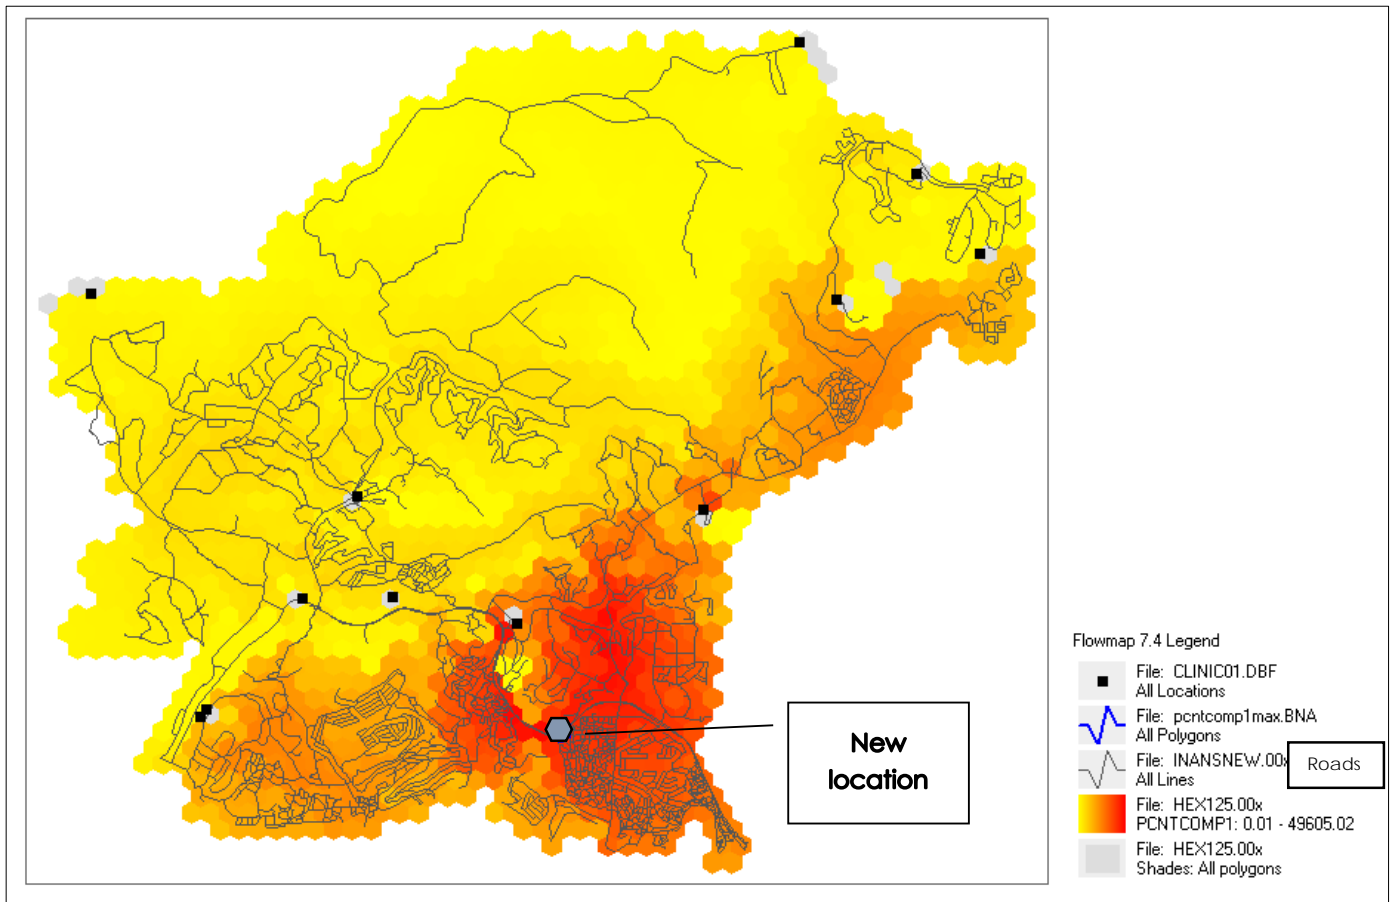 New
location
Flowmap 7.4 Legend
File: CLINIC01.DBF
All Locations
File: pcntcomp1max.BNA
All Polygons
File: INANSNEW.00x
All Lines
Roads
File: HEX125.00x
PCNTCOMP1: 0.01 - 49605.02
File: HEX125.00x
Shades: All polygons